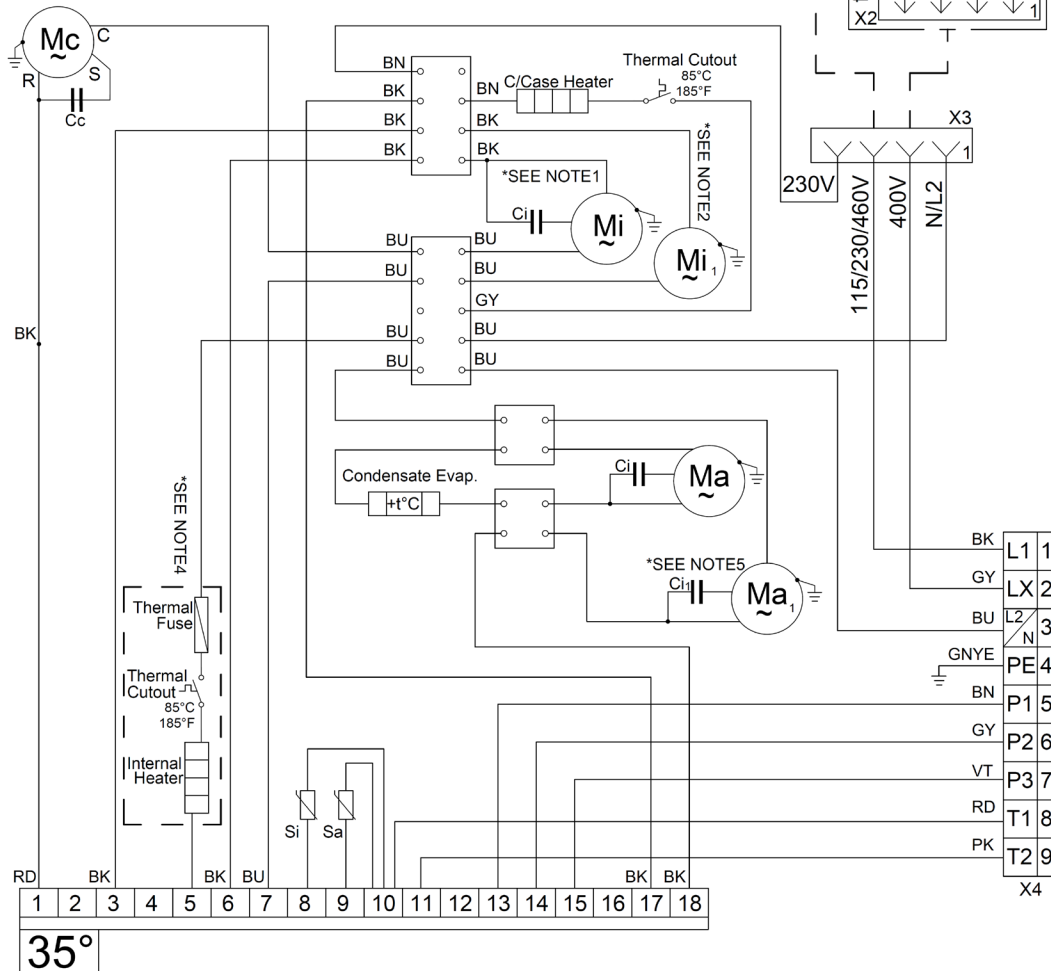 X2
1
Mc
~
C
R
S
Cc
BN
BK
BK
BK
BN
C/Case Heater
Thermal Cutout
85°C
185°F
BK
BK
*SEE NOTE1
*SEE NOTE2
Ci
Mi
~
Mi 1
~
X3
1
230V
115/230/460V
400V
N/L2
BU
BU
BU
BU
GY
BU
BU
BU
BU
BK
Condensate Evap.
+t°C
Ci
Ma
~
*SEE NOTE5
Ci1
Ma 1
~
*SEE NOTE4
Thermal
Fuse
Thermal
Cutout
85°C
185°F
Internal
Heater
Si
Sa
BK L1 1
GY LX 2
BU L2/N 3
GNYE PE 4
BN P1 5
GY P2 6
VT P3 7
RD T1 8
PK T2 9
X4
RD BK BK BU BK BK
1 2 3 4 5 6 7 8 9 10 11 12 13 14 15 16 17 18
35°